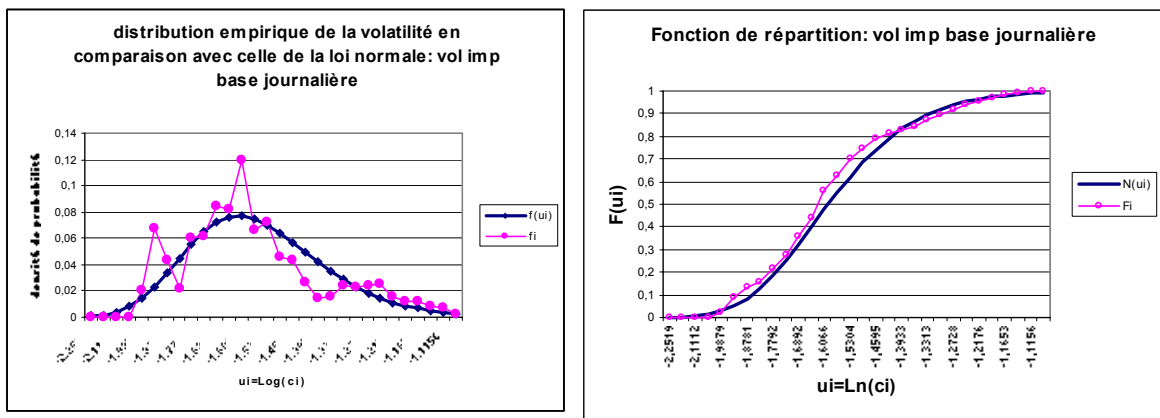 distribution empirique de la volatilité en
comparaison avec celle de la loi normale: vol imp
base journalière
densité de probabilité
0,14
0,12
0,1
0,08
0,06
0,04
0,02
0
f(ui)
fi
-1,1150
ui=Log(ci)
Fonction de répartition: vol imp base journalière
F(ui)
1
0,9
0,8
0,7
0,6
0,5
0,4
0,3
0,2
0,1
0
N(ui)
Fi
-2,2519
-2,1112
-1,9879
-1,8781
-1,7792
-1,6892
-1,6066
-1,5304
-1,4595
-1,3933
-1,3313
-1,2728
-1,2176
-1,1653
-1,1156
ui=Ln(ci)